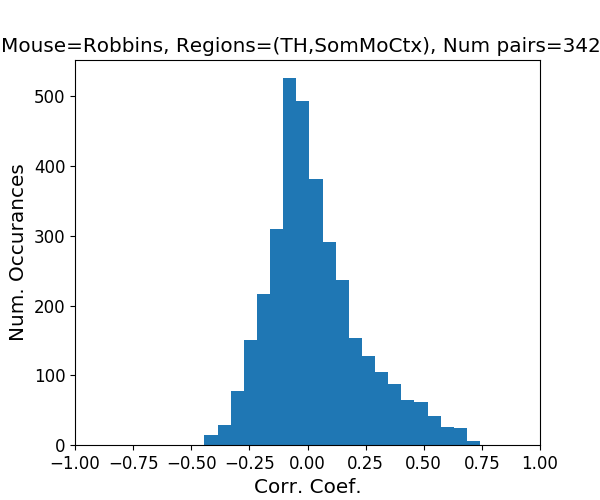 Mouse=Robbins, Regions=(TH,SomMoCtx), Num pairs=342
Num. Occurances
500
400
300
200
100
0
−1.00 −0.75 −0.50 −0.25 0.00 0.25 0.50 0.75 1.00
Corr. Coef.